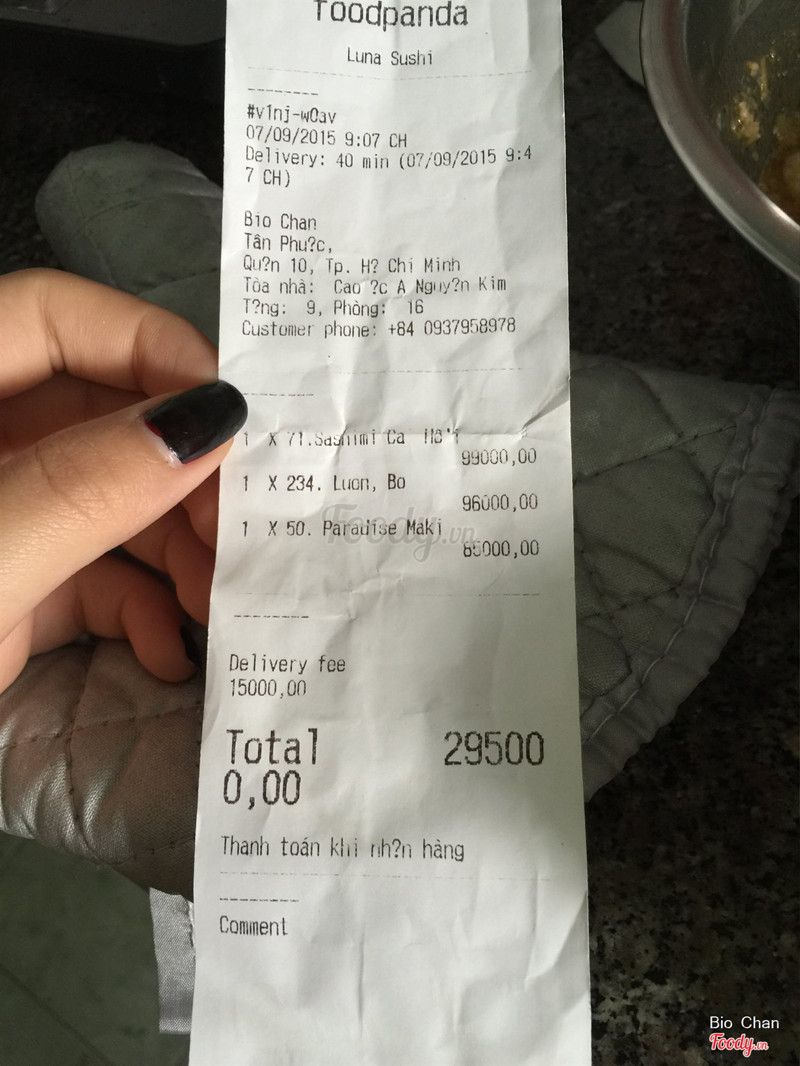 foodpanda
Luna Sushi
--------
#v1nj-w0av
07/09/2015 9:07 CH
Delivery: 40 min (07/09/2015 9:4
7 CH)
Bio Chan
Tân Phu?c,
Qu?n 10, Tp. H? Chi Minh
Tòa nhà: Cao ?c A Nguy?n Kim
T?ng: 9, Phòng: 16
Customer phone: +84 0937958978
--------
1 X 71.Sashimi Ca Hô'i
99000,00
1 X 234. Luon, Bo
96000,00
1 X 50. Paradise Maki
85000,00
--------
Delivery fee
15000,00
Total 29500
0,00
Thanh toán khi nh?n hàng
--------
Comment
Foody.vn
Bio Chan
Foody.vn